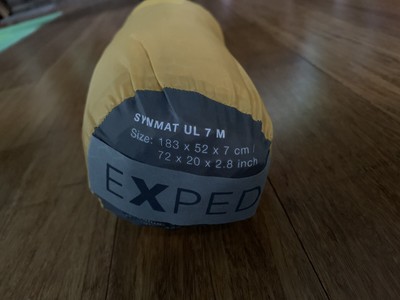 SYNMAT UL 7 M
Size: 183 x 52 x 7 cm /
72 x 20 x 2.8 inch
EXPED